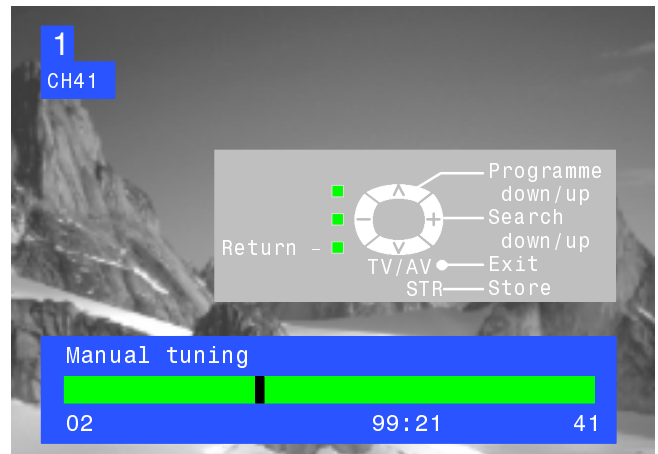 1
CH41
Programme
down/up
Search
down/up
Return -
TV/AV Exit
STR Store
Manual tuning
02 99:21 41